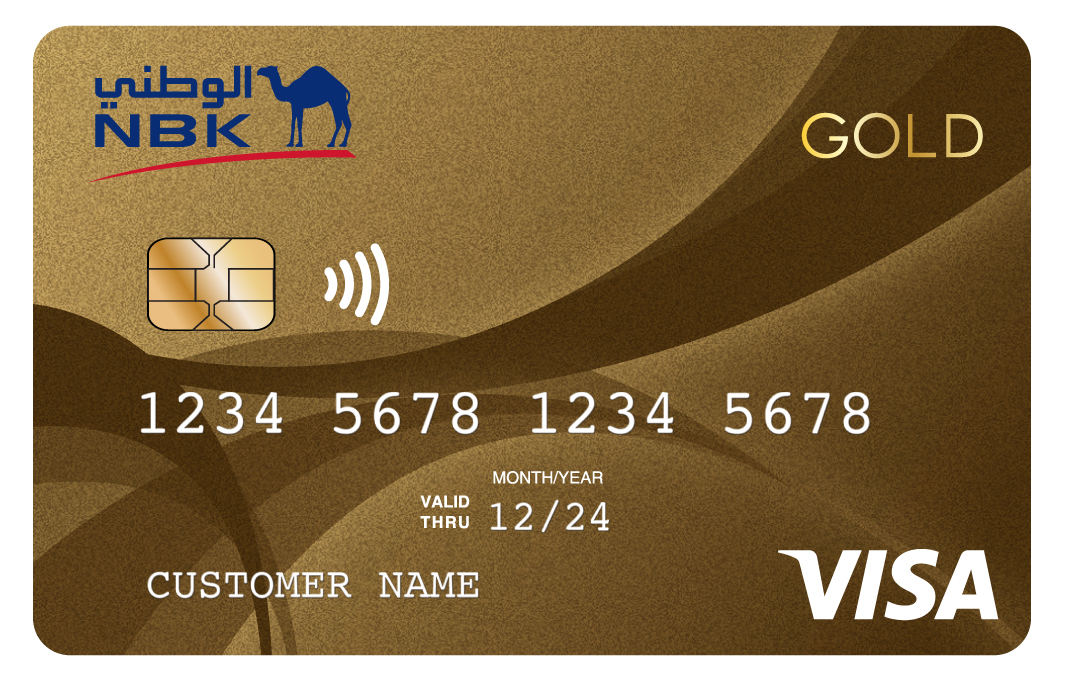 الوطني
NBK
GOLD
1234 5678 1234 5678
MONTH/YEAR
VALID
THRU
12/24
CUSTOMER NAME
VISA